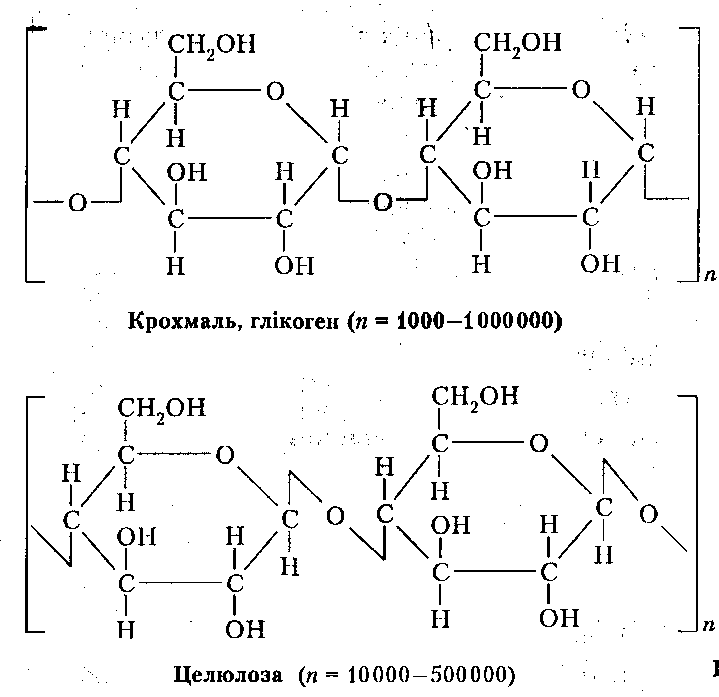 CH₂OH CH₂OH
C O C O
H H H H H H
C C C C
OH H OH H
O C C O C C
H OH H OH n
Крохмаль, глікоген (n = 1000–1000000)
CH₂OH CH₂OH
C O C O
H H H H
C C O C C O
OH H H OH H H
C C C C
H OH H OH n
Целюлоза (n = 10000–500000)